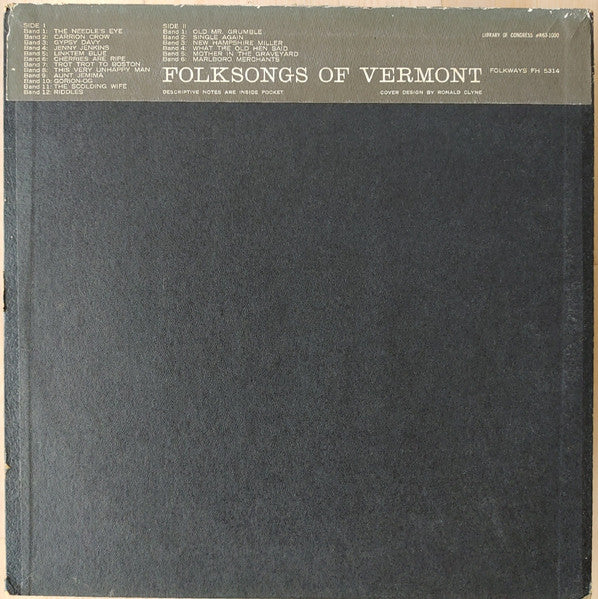 SIDE I
Band 1: THE NEEDLE'S EYE
Band 2: CARRION CROW
Band 3: GYPSY DAVY
Band 4: JENNY JENKINS
Band 5: LINKTEM BLUE
Band 6: CHERRIES ARE RIPE
Band 7: TROT TROT TO BOSTON
Band 8: THIS VERY UNHAPPY MAN
Band 9: AUNT JEMIMA
Band 10: GORION-OG
Band 11: THE SCOLDING WIFE
Band 12: RIDDLES
SIDE II
Band 1: OLD MR. GRUMBLE
Band 2: SINGLE AGAIN
Band 3: NEW HAMPSHIRE MILLER
Band 4: WHAT THE OLD HEN SAID
Band 5: MOTHER IN THE GRAVEYARD
Band 6: MARLBORO MERCHANTS
LIBRARY OF CONGRESS #R63-1000
FOLKSONGS OF VERMONT FOLKWAYS FH 5314
DESCRIPTIVE NOTES ARE INSIDE POCKET COVER DESIGN BY RONALD CLYNE